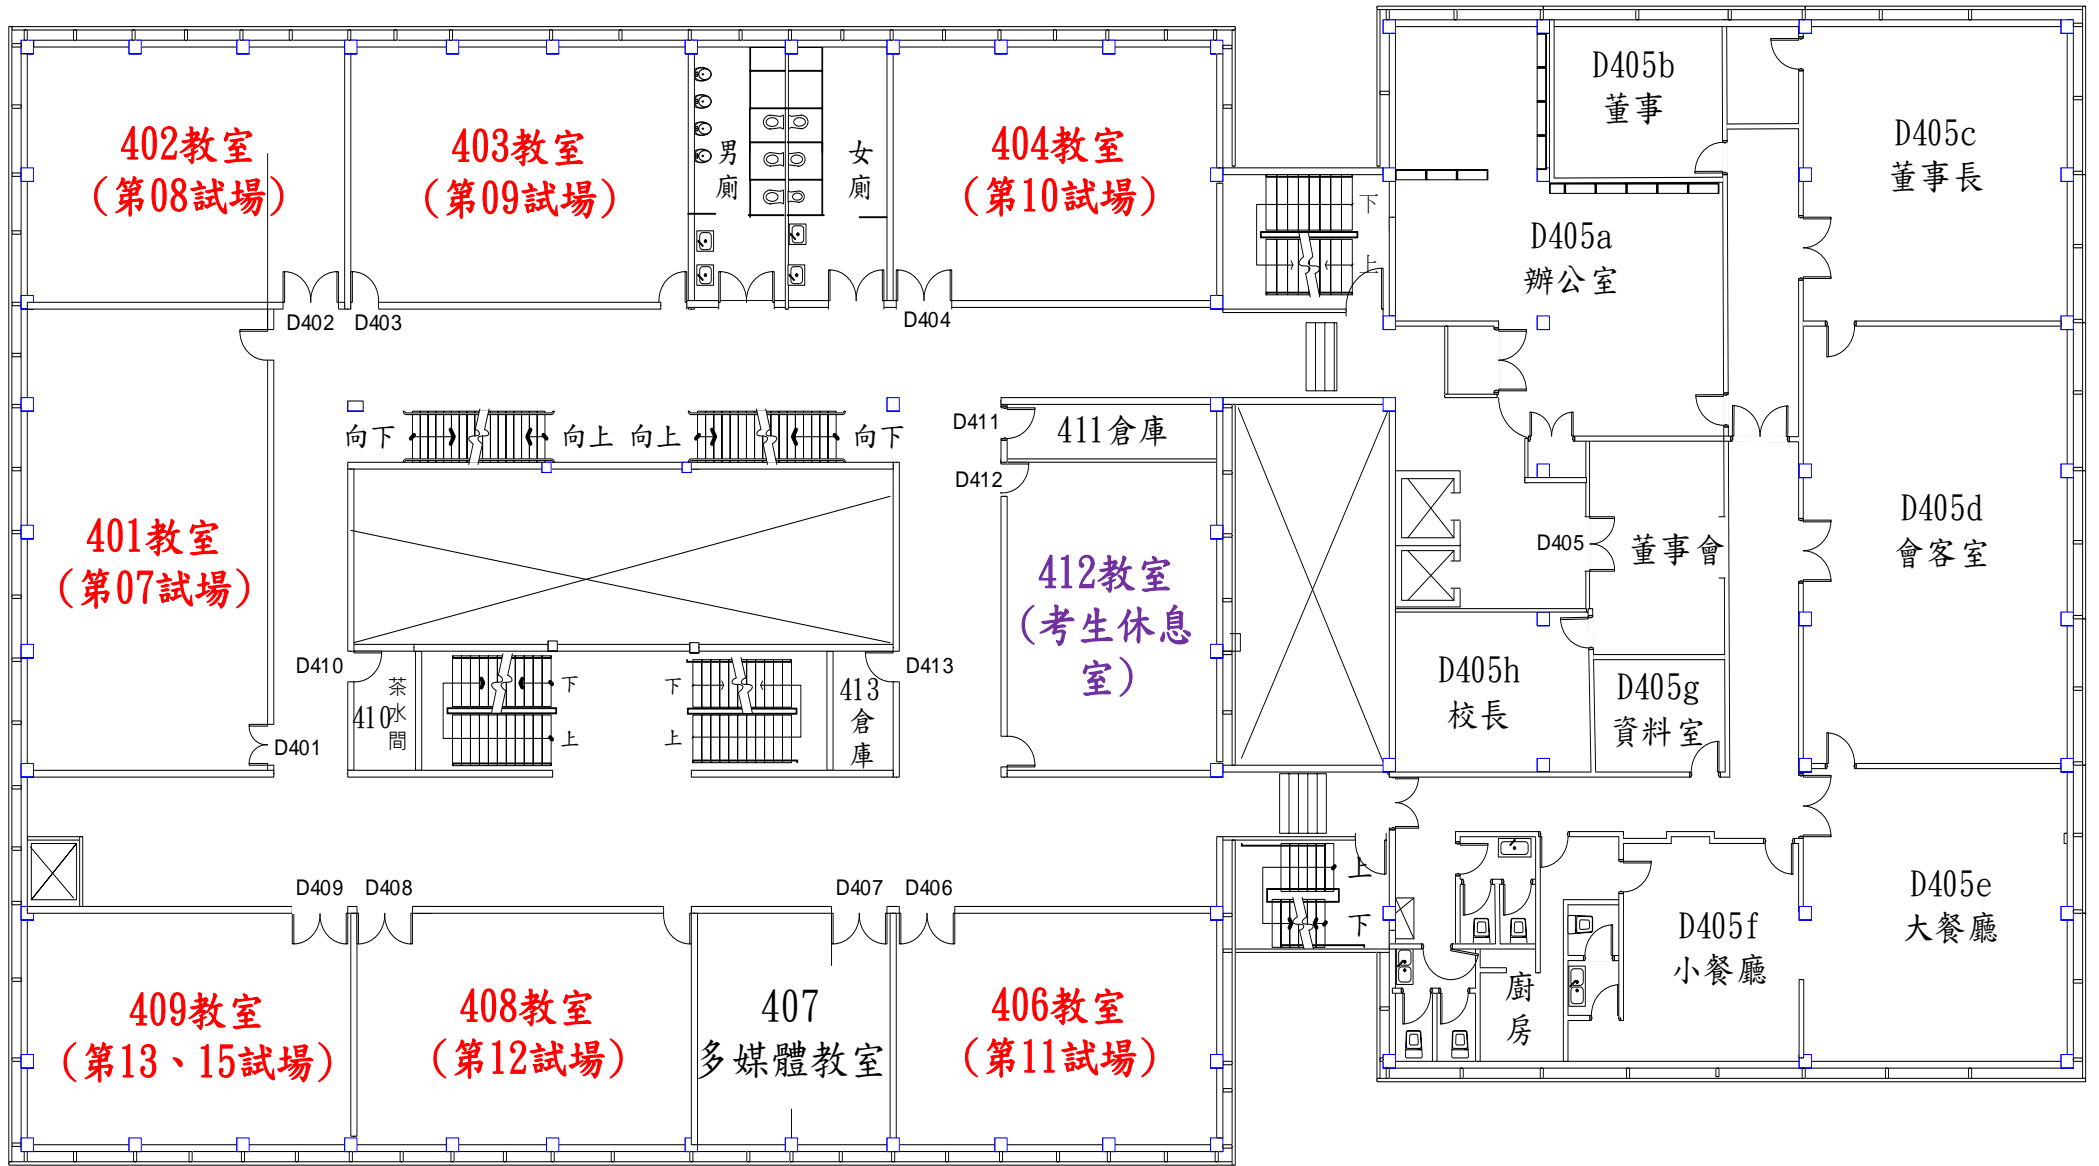 402教室
（第08試場）
403教室
（第09試場）
男廁
女廁
404教室
（第10試場）
下
上
D405b
董事
D405c
董事長
D405a
辦公室
D402
D403
D404
向下
向上
向上
向下
D411
411倉庫
D412
401教室
（第07試場）
412教室
（考生休息
室）
D405
董事會
D405d
會客室
D410
410
茶水間
下
上
下
上
413
倉庫
D413
D401
D405h
校長
D405g
資料室
上
下
D409
D408
D407
D406
409教室
（第13、15試場）
408教室
（第12試場）
407
多媒體教室
406教室
（第11試場）
廚房
D405f
小餐廳
D405e
大餐廳